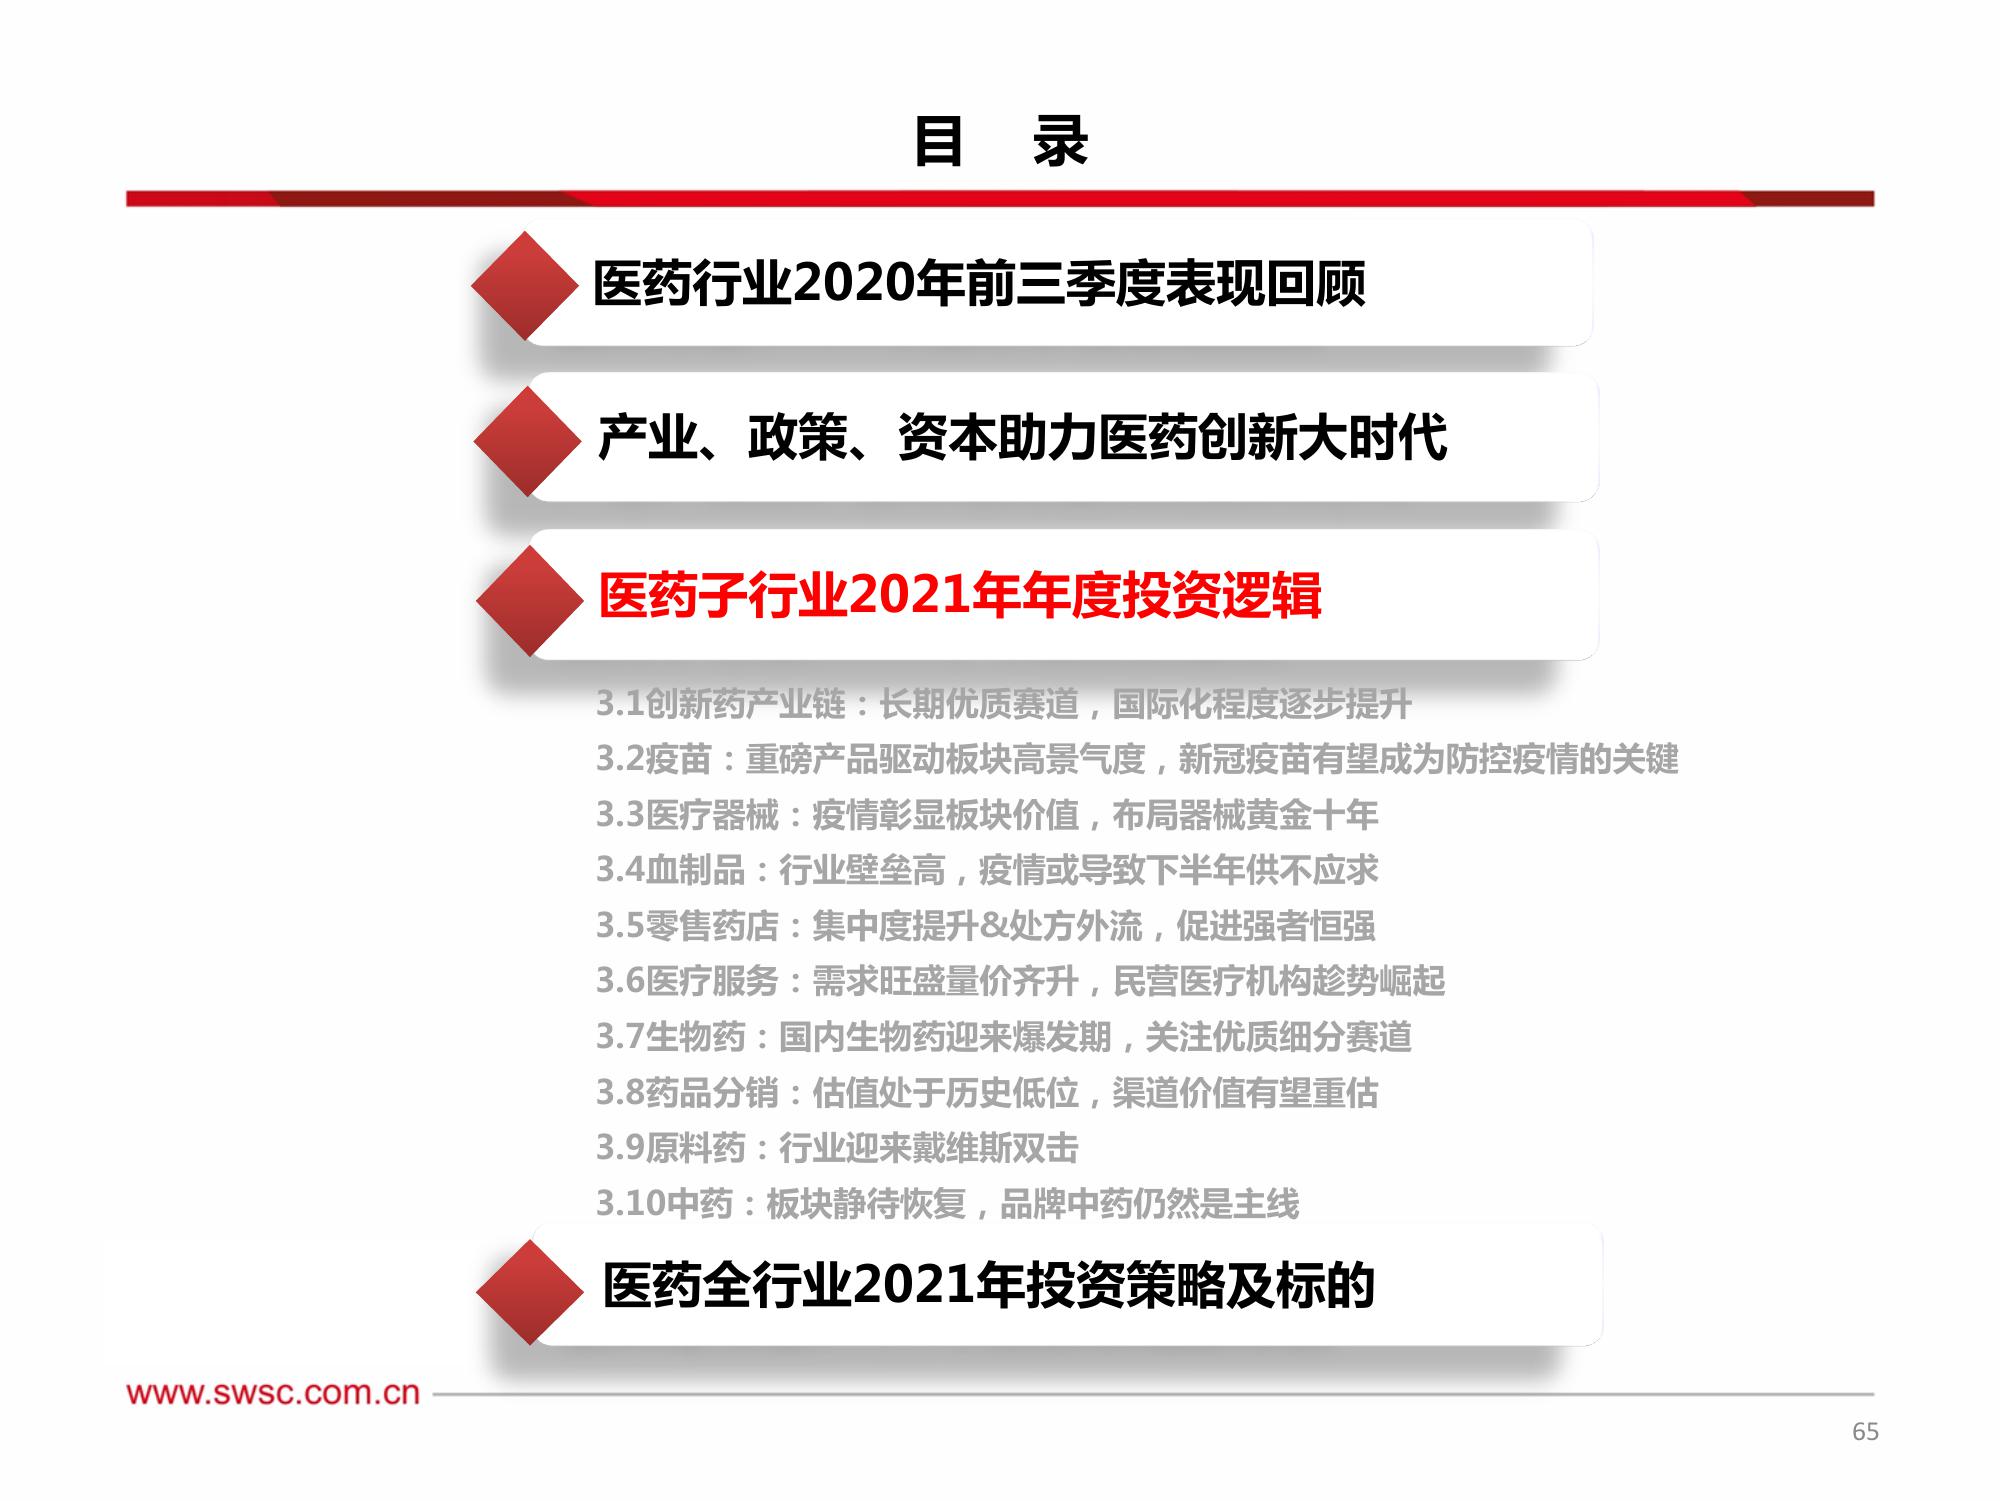 目 录
医药行业2020年前三季度表现回顾
产业、政策、资本助力医药创新大时代
医药子行业2021年年度投资逻辑
3.1创新药产业链：长期优质赛道，国际化程度逐步提升
3.2疫苗：重磅产品驱动板块高景气度，新冠疫苗有望成为防控疫情的关键
3.3医疗器械：疫情彰显板块价值，布局器械黄金十年
3.4血制品：行业壁垒高，疫情或导致下半年供不应求
3.5零售药店：集中度提升&处方外流，促进强者恒强
3.6医疗服务：需求旺盛量价齐升，民营医疗机构趁势崛起
3.7生物药：国内生物药迎来爆发期，关注优质细分赛道
3.8药品分销：估值处于历史低位，渠道价值有望重估
3.9原料药：行业迎来戴维斯双击
3.10中药：板块静待恢复，品牌中药仍然是主线
医药全行业2021年投资策略及标的
www.swsc.com.cn
65